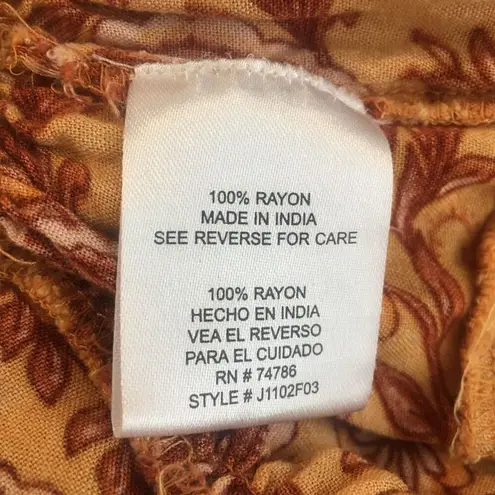 100% RAYON
MADE IN INDIA
SEE REVERSE FOR CARE
100% RAYON
HECHO EN INDIA
VEA EL REVERSO
PARA EL CUIDADO
RN # 74786
STYLE # J1102F03